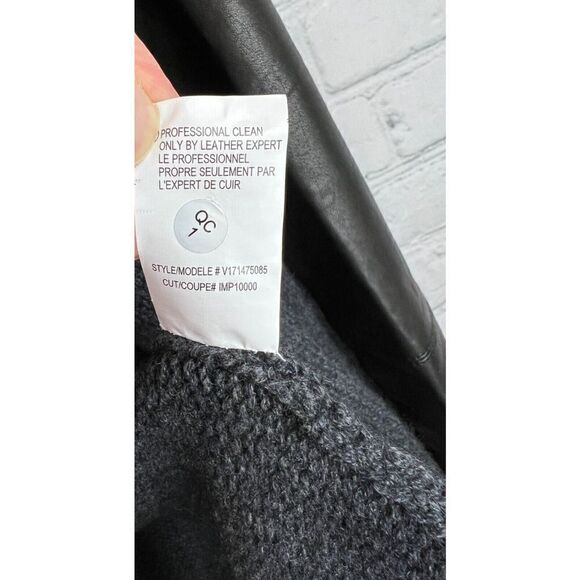 PROFESSIONAL CLEAN
ONLY BY LEATHER EXPERT
LE PROFESSIONNEL
PROPRE SEULEMENT PAR
L'EXPERT DE CUIR
QC
1
STYLE/MODELE # V171475085
CUT/COUPE# IMP10000